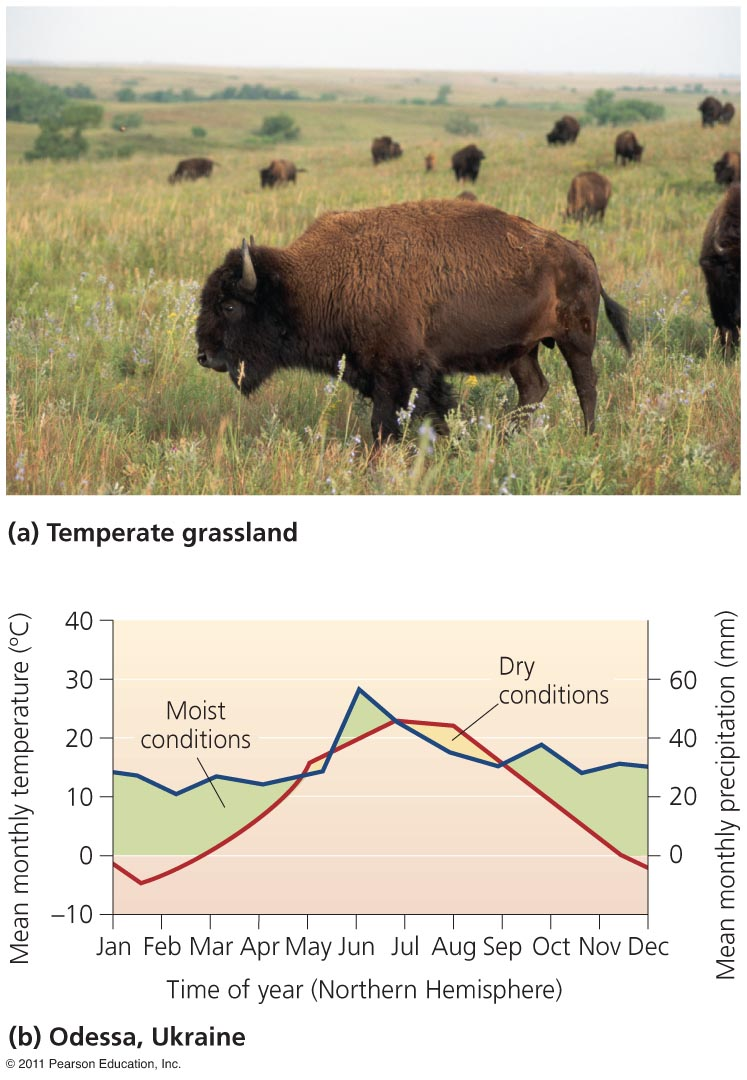 (a) Temperate grassland
Mean monthly temperature (ºC)
40
30
20
10
0
–10
Moist
conditions
Dry
conditions
60
40
20
0
Mean monthly precipitation (mm)
Jan Feb Mar Apr May Jun Jul Aug Sep Oct Nov Dec
Time of year (Northern Hemisphere)
(b) Odessa, Ukraine
© 2011 Pearson Education, Inc.